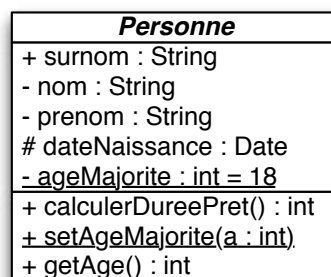 Personne
+ surnom : String
- nom : String
- prenom : String
# dateNaissance : Date
- ageMajorite : int = 18
+ calculerDureePret() : int
+ setAgeMajorite(a : int)
+ getAge() : int